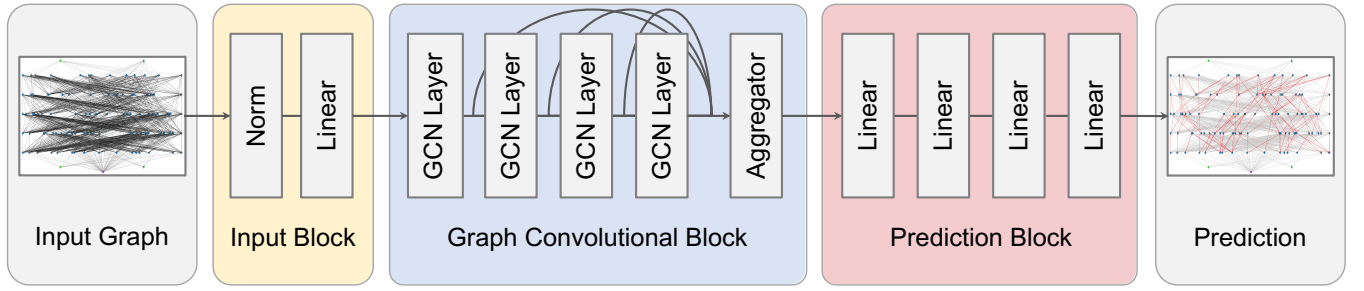 Norm
Linear
GCN Layer
GCN Layer
GCN Layer
GCN Layer
Aggregator
Linear
Linear
Linear
Linear
Input Graph
Input Block
Graph Convolutional Block
Prediction Block
Prediction